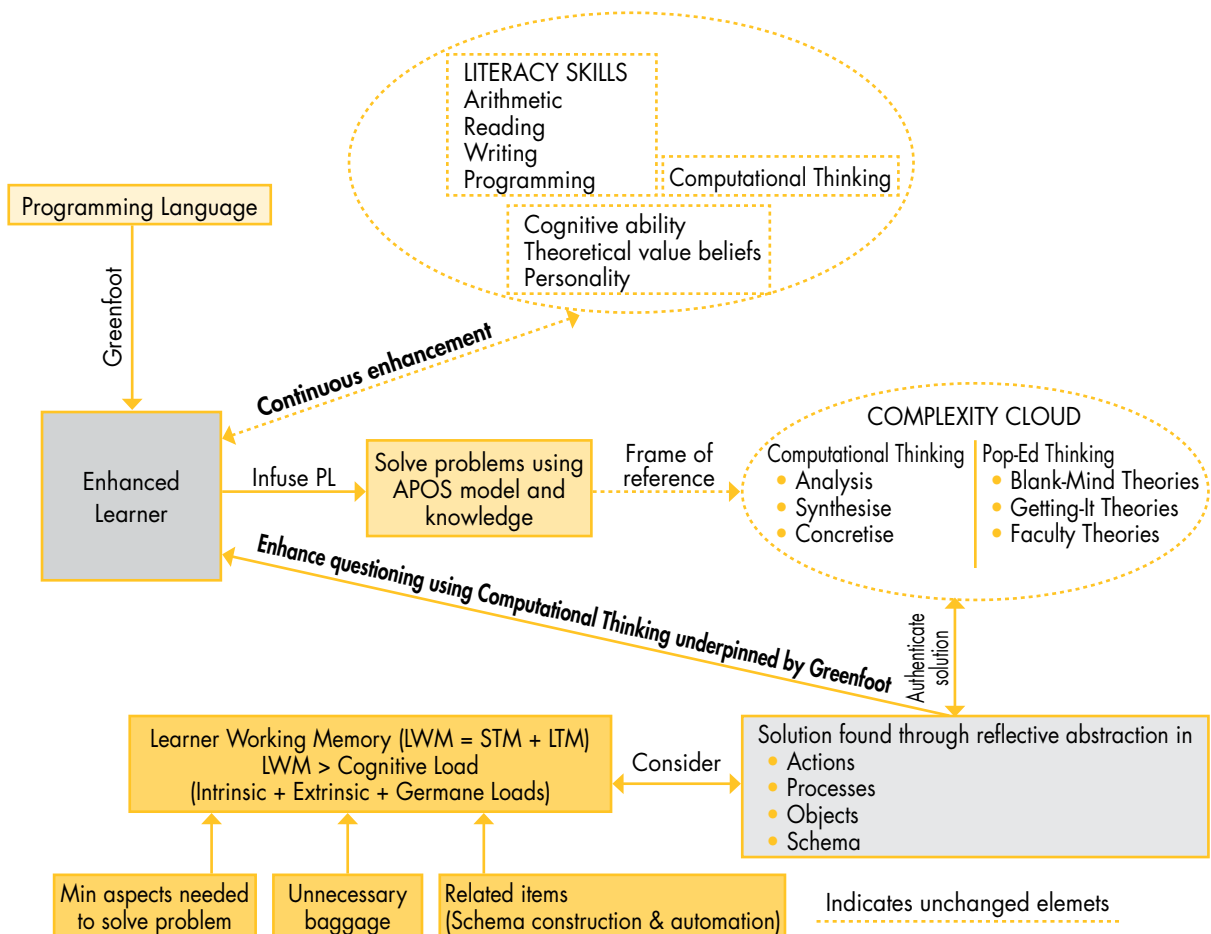 LITERACY SKILLS
Arithmetic
Reading
Writing
Programming
Computational Thinking
Cognitive ability
Theoretical value beliefs
Personality
Programming Language
Greenfoot
Continuous enhancement
Enhanced
Learner
Infuse PL
Solve problems using
APOS model and
knowledge
Frame of
reference
COMPLEXITY CLOUD
Computational Thinking
Analysis
Synthesise
Concretise
Pop-Ed Thinking
Blank-Mind Theories
Getting-It Theories
Faculty Theories
Enhance questioning using Computational Thinking underpinned by Greenfoot
Authenticate
solution
Learner Working Memory (LWM = STM + LTM)
LWM > Cognitive Load
(Intrinsic + Extrinsic + Germane Loads)
Consider
Solution found through reflective abstraction in
Actions
Processes
Objects
Schema
Min aspects needed
to solve problem
Unnecessary
baggage
Related items
(Schema construction & automation)
Indicates unchanged elemets